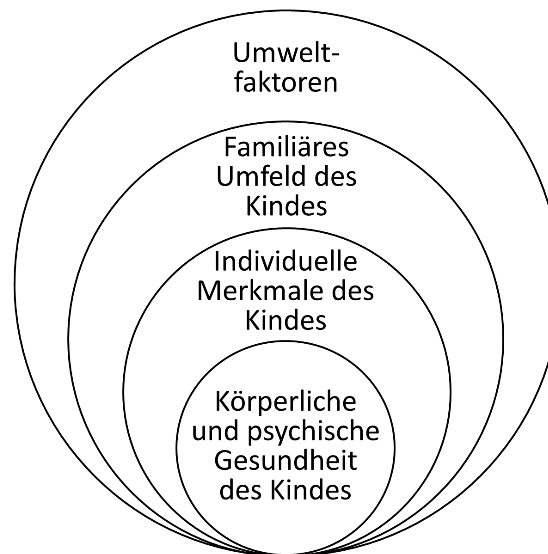 Umwelt-
faktoren
Familiäres
Umfeld des
Kindes
Individuelle
Merkmale des
Kindes
Körperliche
und psychische
Gesundheit
des Kindes